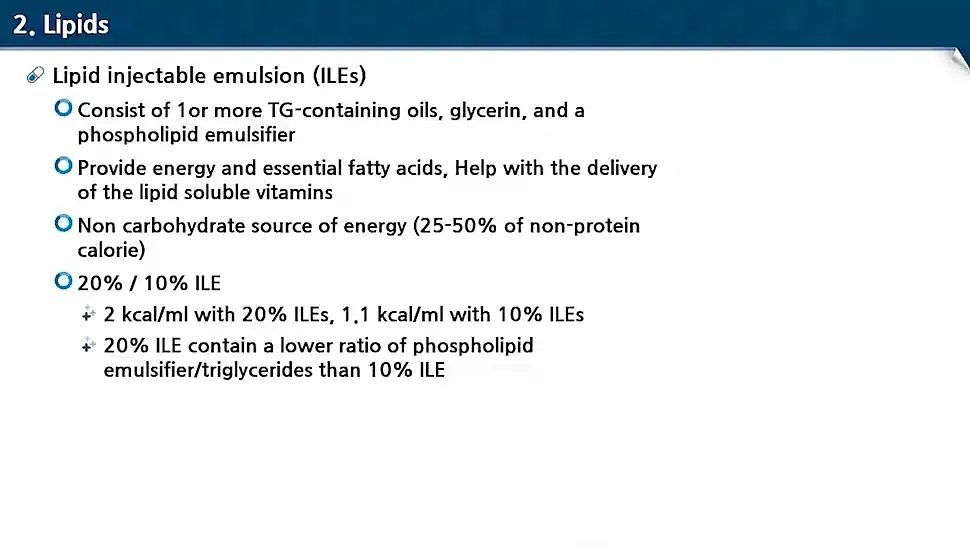 2. Lipids
Lipid injectable emulsion (ILEs)
Consist of 1or more TG-containing oils, glycerin, and a
phospholipid emulsifier
Provide energy and essential fatty acids, Help with the delivery
of the lipid soluble vitamins
Non carbohydrate source of energy (25-50% of non-protein
calorie)
20% / 10% ILE
2 kcal/ml with 20% ILEs, 1.1 kcal/ml with 10% ILEs
20% ILE contain a lower ratio of phospholipid
emulsifier/triglycerides than 10% ILE